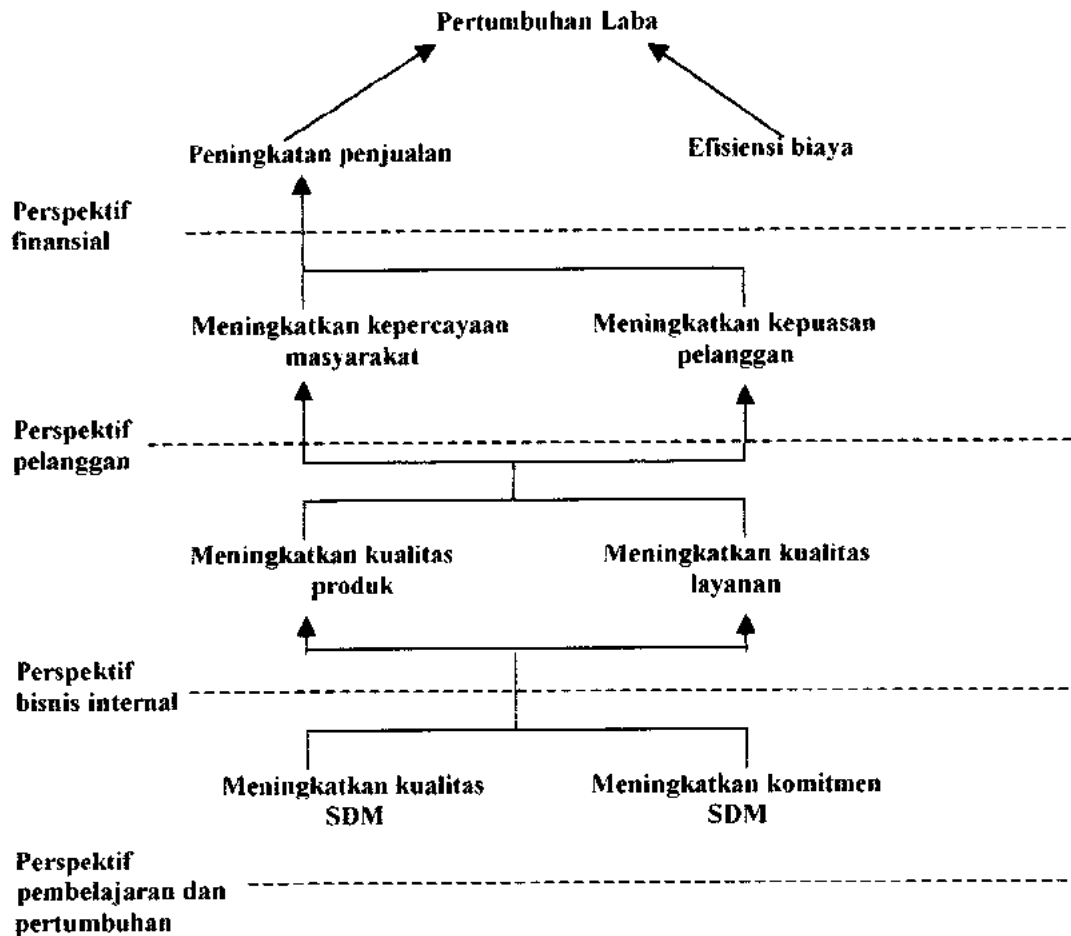 Pertumbuhan Laba
Peningkatan penjualan
Efisiensi biaya
Perspektif
finansial
Meningkatkan kepercayaan
masyarakat
Meningkatkan kepuasan
pelanggan
Perspektif
pelanggan
Meningkatkan kualitas
produk
Meningkatkan kualitas
layanan
Perspektif
bisnis internal
Meningkatkan kualitas
SDM
Meningkatkan komitmen
SDM
Perspektif
pembelajaran dan
pertumbuhan